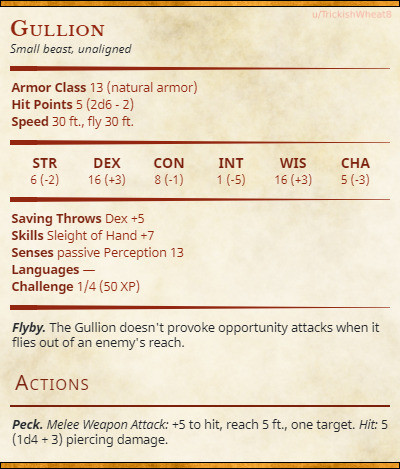 u/TrickishWheat6
Gullion
Small beast, unaligned
Armor Class 13 (natural armor)
Hit Points 5 (2d6 - 2)
Speed 30 ft., fly 30 ft.
STR DEX CON INT WIS CHA
6 (-2) 16 (+3) 8 (-1) 1 (-5) 16 (+3) 5 (-3)
Saving Throws Dex +5
Skills Sleight of Hand +7
Senses passive Perception 13
Languages —
Challenge 1/4 (50 XP)
Flyby. The Gullion doesn't provoke opportunity attacks when it
flies out of an enemy's reach.
Actions
Peck. Melee Weapon Attack: +5 to hit, reach 5 ft., one target. Hit: 5
(1d4 + 3) piercing damage.